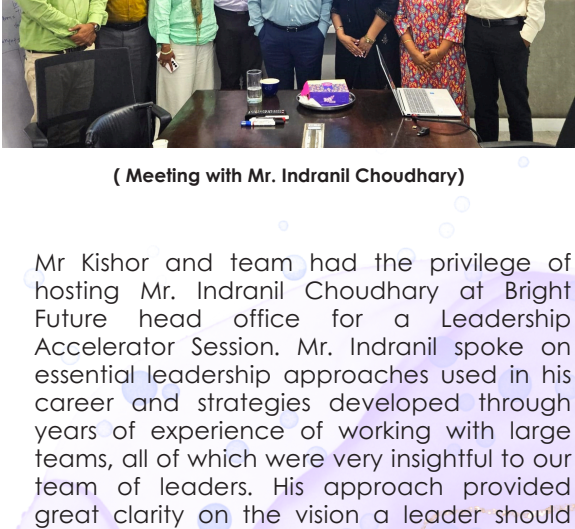 ( Meeting with Mr. Indranil Choudhary)
Mr Kishor and team had the privilege of
hosting Mr. Indranil Choudhary at Bright
Future head office for a Leadership
Accelerator Session. Mr. Indranil spoke on
essential leadership approaches used in his
career and strategies developed through
years of experience of working with large
teams, all of which were very insightful to our
team of leaders. His approach provided
great clarity on the vision a leader should